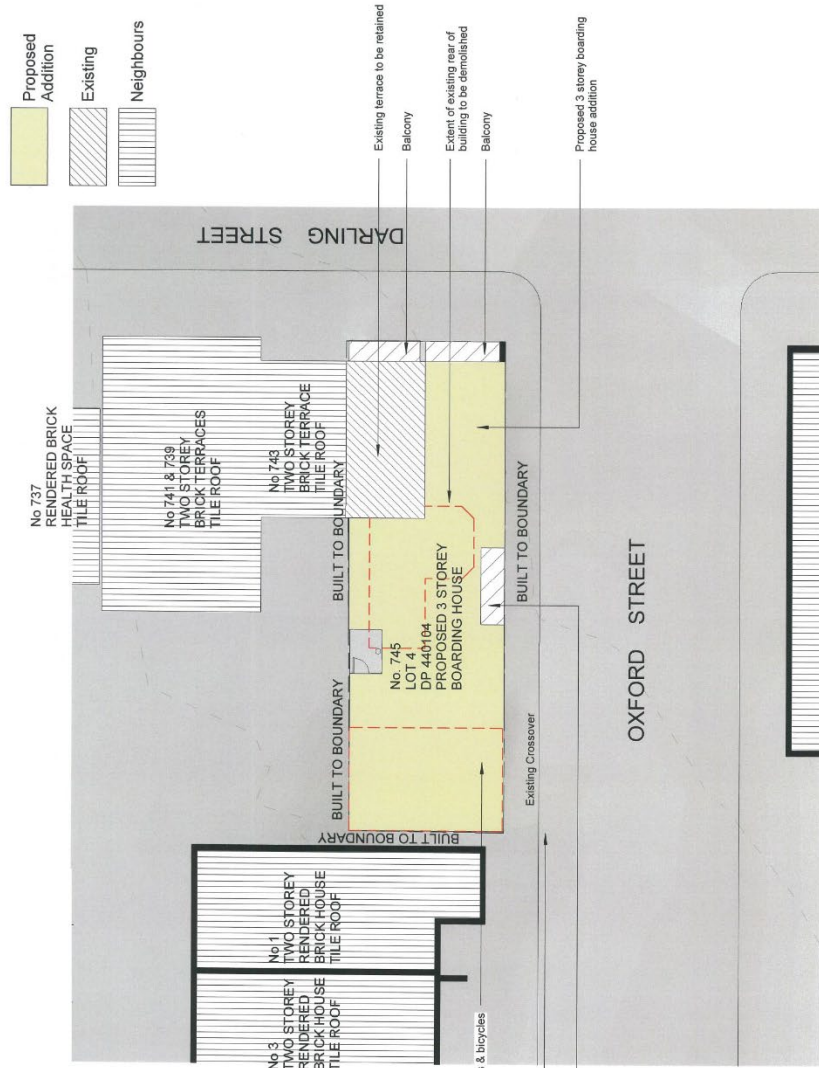 Proposed
Addition
Existing
Neighbours
DARLING STREET
Existing terrace to be retained
Balcony
Extent of existing rear of
building to be demolished
Balcony
Proposed 3 storey boarding
house addition
No 737
RENDERED BRICK
HEALTH SPACE
TILE ROOF
No 741 & 739
TWO STOREY
BRICK TERRACES
TILE ROOF
No 743
TWO STOREY
BRICK TERRACE
TILE ROOF
BUILT TO BOUNDARY
BUILT TO BOUNDARY
No. 745
LOT 4
DP 440104
PROPOSED 3 STOREY
BOARDING HOUSE
BUILT TO BOUNDARY
BUILT TO BOUNDARY
Existing Crossover
OXFORD STREET
No 1
TWO STOREY
RENDERED
BRICK HOUSE
TILE ROOF
No 3
TWO STOREY
RENDERED
BRICK HOUSE
TILE ROOF
& bicycles